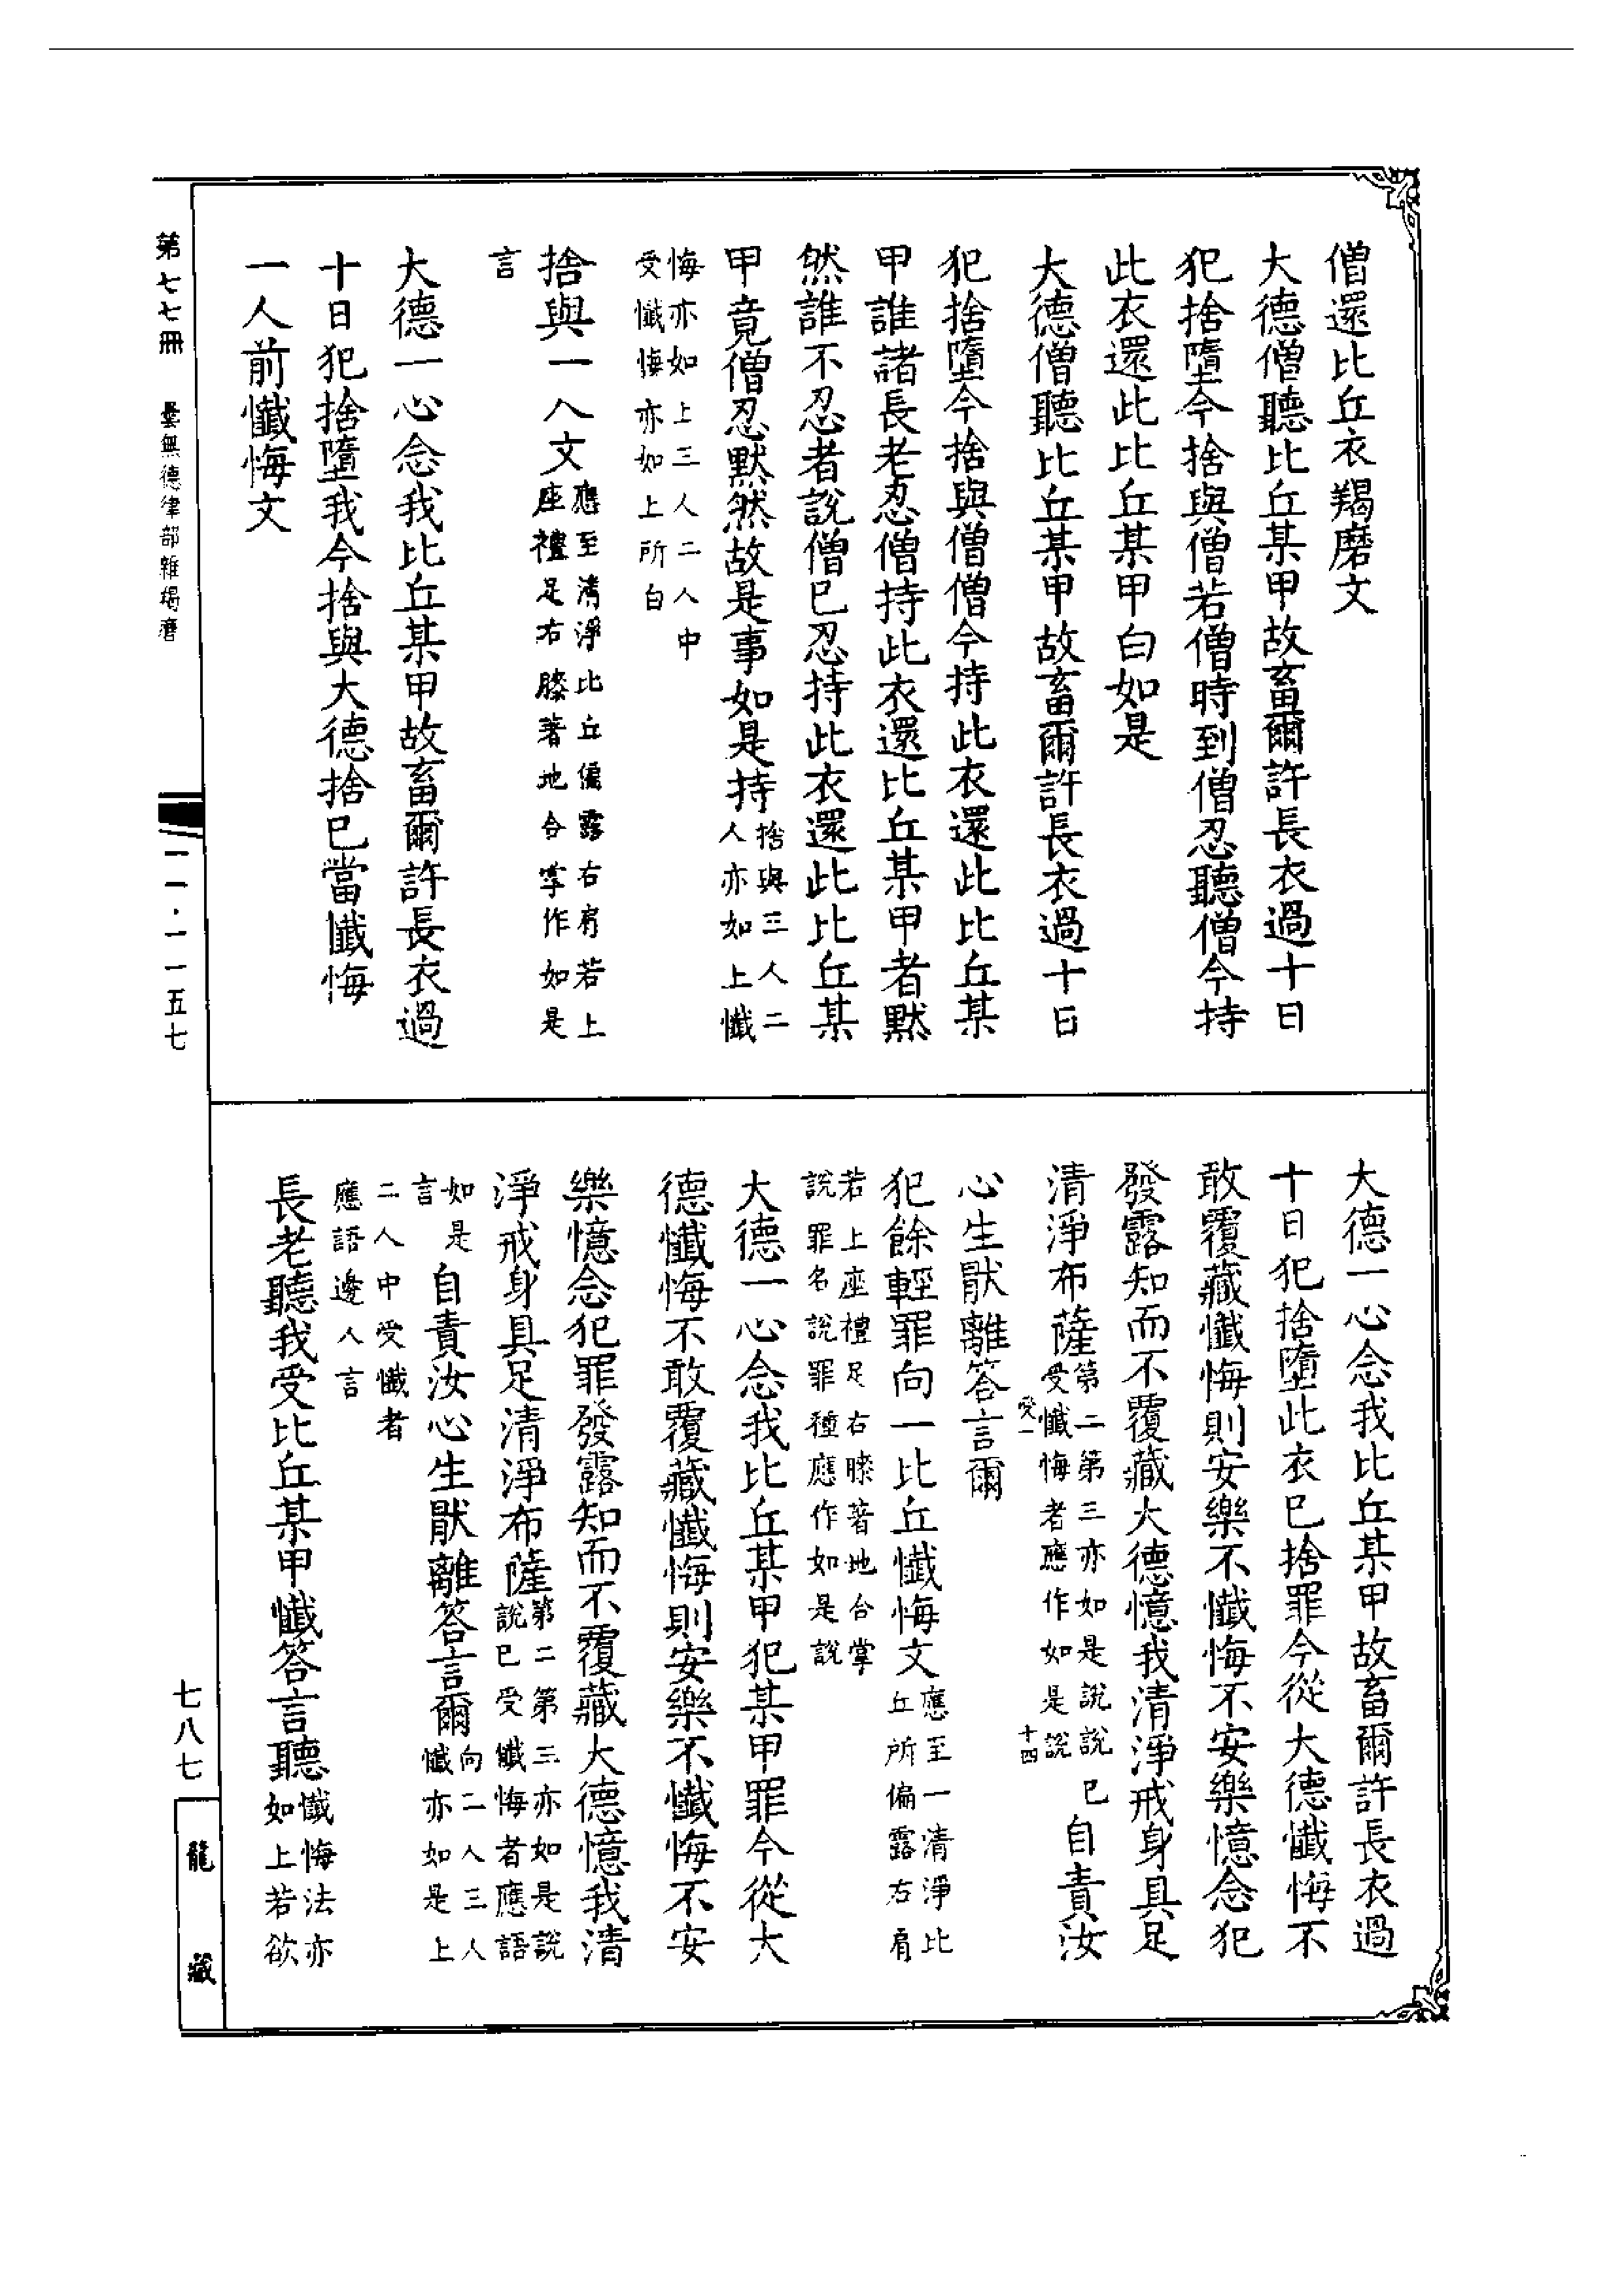 僧還比丘衣羯磨文
大德僧聽比丘某甲故畜爾許長衣過十日
犯捨墮今捨與僧若僧時到僧忍聽僧今持
此衣還此比丘某甲白如是
大德僧聽比丘某甲故畜爾許長衣過十日
犯捨墮今捨與僧僧今持此衣還此比丘某
甲誰諸長老忍僧持此衣還比丘某甲者默
然誰不忍者說僧已忍持此衣還此比丘某
甲竟僧忍默然故是事如是持捨與三人二
人亦如上懺
悔亦如上三人二人中
受懺悔亦如上所白
捨與一人文應至清淨比丘偏露右肩若上
座禮足右膝著地合掌作如是
言
大德一心念我比丘某甲故畜爾許長衣過
十日犯捨墮我今捨與大德捨已當懺悔
一人前懺悔文
第七七冊 曇無德律部雜羯磨
一一·一一五七
大德一心念我比丘某甲故畜爾許長衣過
十日犯捨墮此衣已捨罪今從大德懺悔不
敢覆藏懺悔則安樂不懺悔不安樂憶念犯
發露知而不覆藏大德憶我清淨戒身具足
清淨布薩第二第三亦如是說說已
受懺悔者應作如是說
自責汝
受一 十四
心生厭離答言爾
犯餘輕罪向一比丘懺悔文應至一清淨比
丘所偏露右肩
若上座禮足右膝著地合掌
說罪名說罪種應作如是說
大德一心念我比丘某甲犯某甲罪今從大
德懺悔不敢覆藏懺悔則安樂不懺悔不安
樂憶念犯罪發露知而不覆藏大德憶我清
淨戒身具足清淨布薩第二第三亦如是說
說已受懺悔者應語
如是
言
自責汝心生厭離答言爾向二人三人
懺亦如是上
二人中受懺者
應語邊人言
長老聽我受比丘某甲懺答言聽懺悔法亦
如上若欲
七八七
龍藏